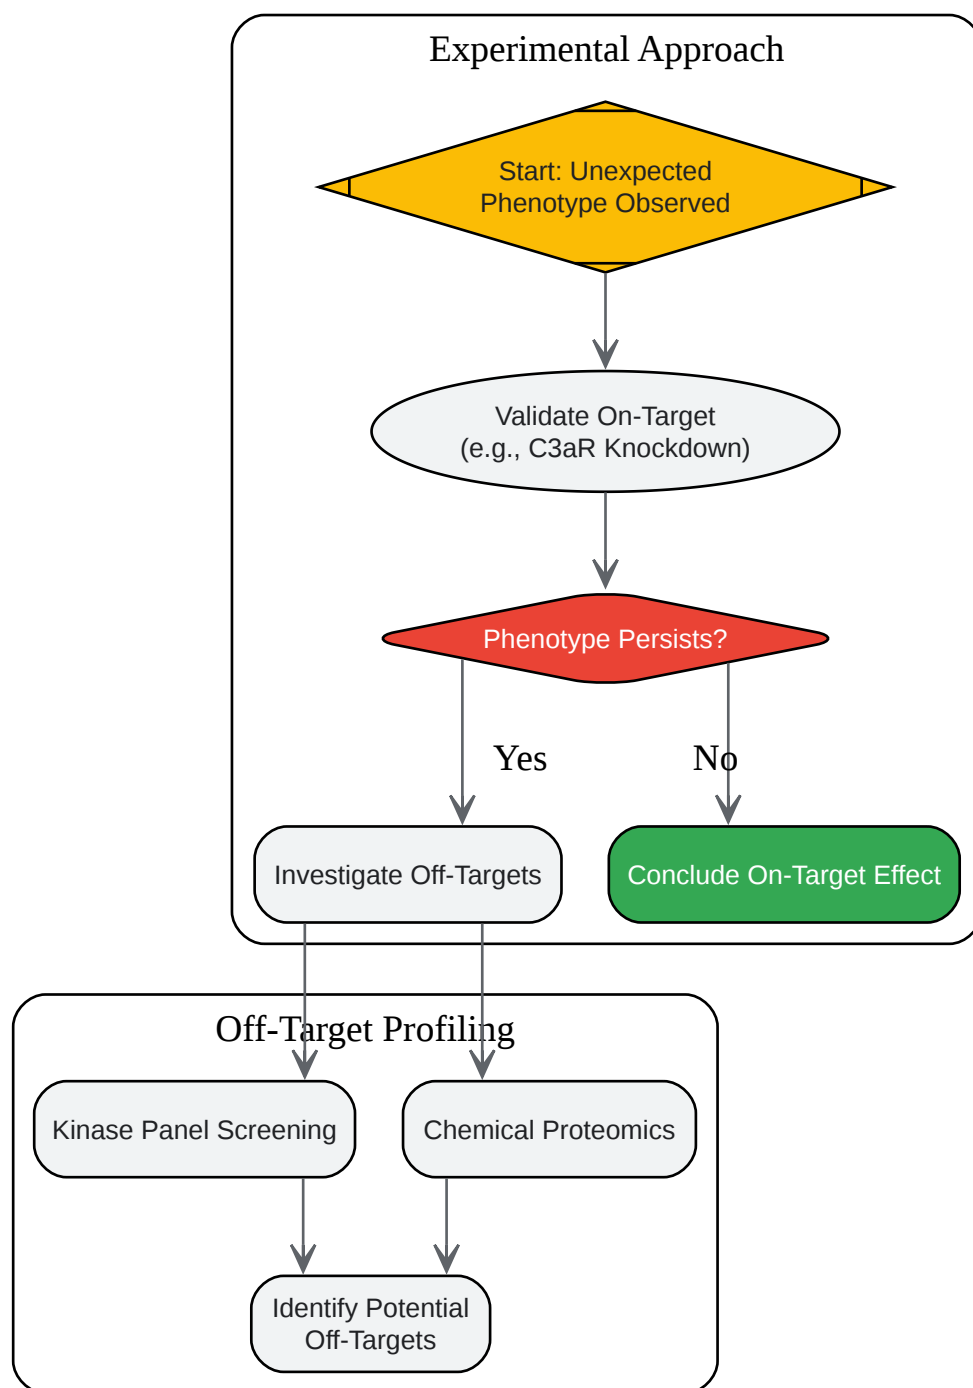 Experimental Approach
Start: Unexpected
Phenotype Observed
Validate On-Target
(e.g., C3aR Knockdown)
Phenotype Persists?
Yes
No
Investigate Off-Targets
Conclude On-Target Effect
Off-Target Profiling
Kinase Panel Screening
Chemical Proteomics
Identify Potential
Off-Targets